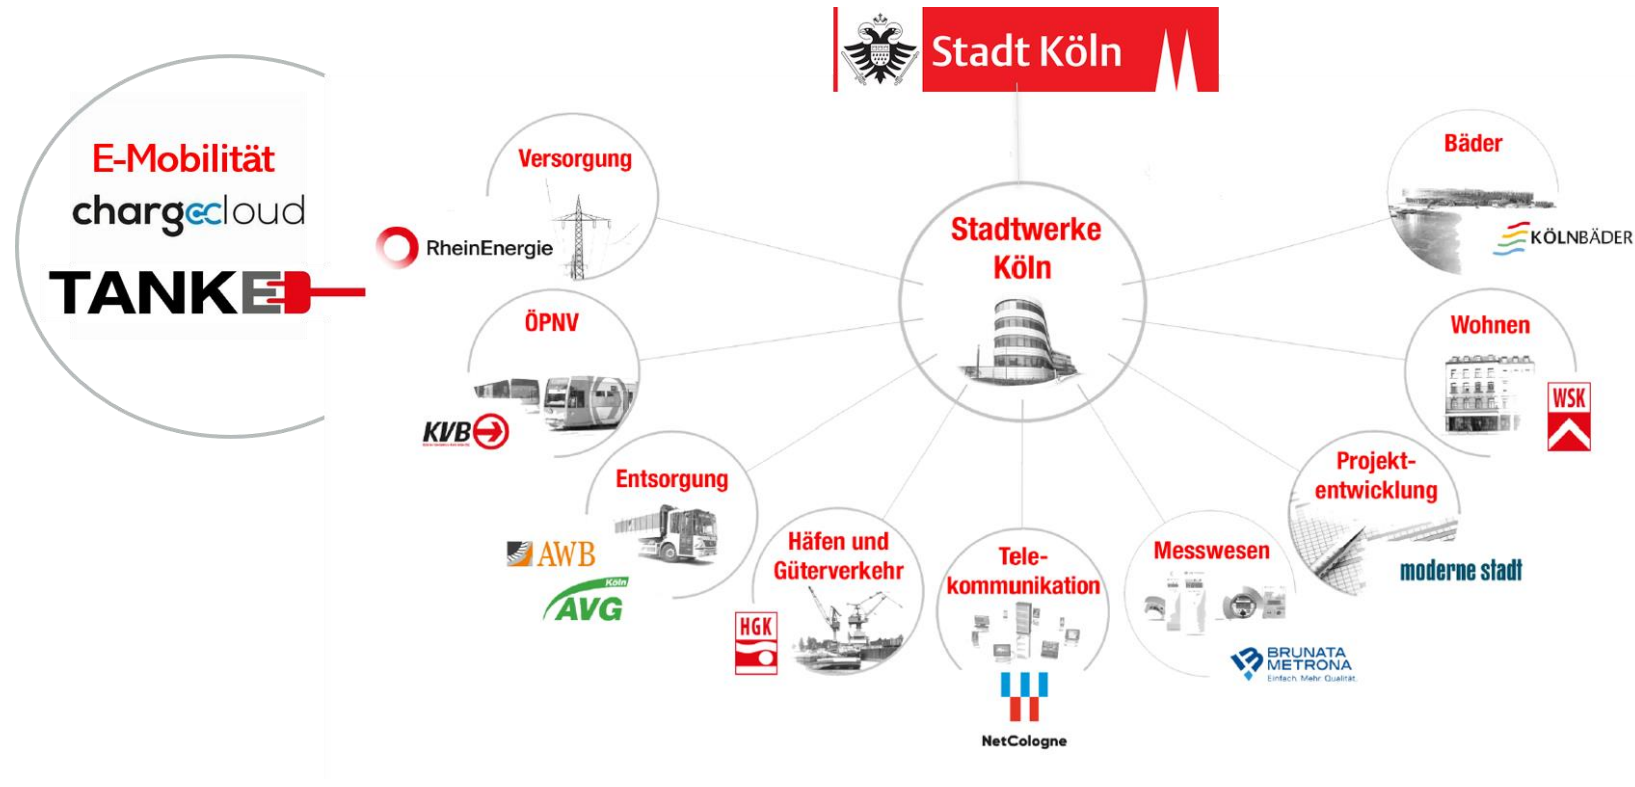 Stadt Köln
E-Mobilität
chargecloud
TANKE
Versorgung
RheinEnergie
ÖPNV
KVB
Entsorgung
AWB
Köln
AVG
Häfen und
Güterverkehr
HGK
Stadtwerke
Köln
Tele-
kommunikation
NetCologne
Messwesen
BRUNATA
METRONA
Einfach. Mehr. Qualität.
Projekt-
entwicklung
moderne stadt
Wohnen
WSK
Bäder
KÖLNBÄDER